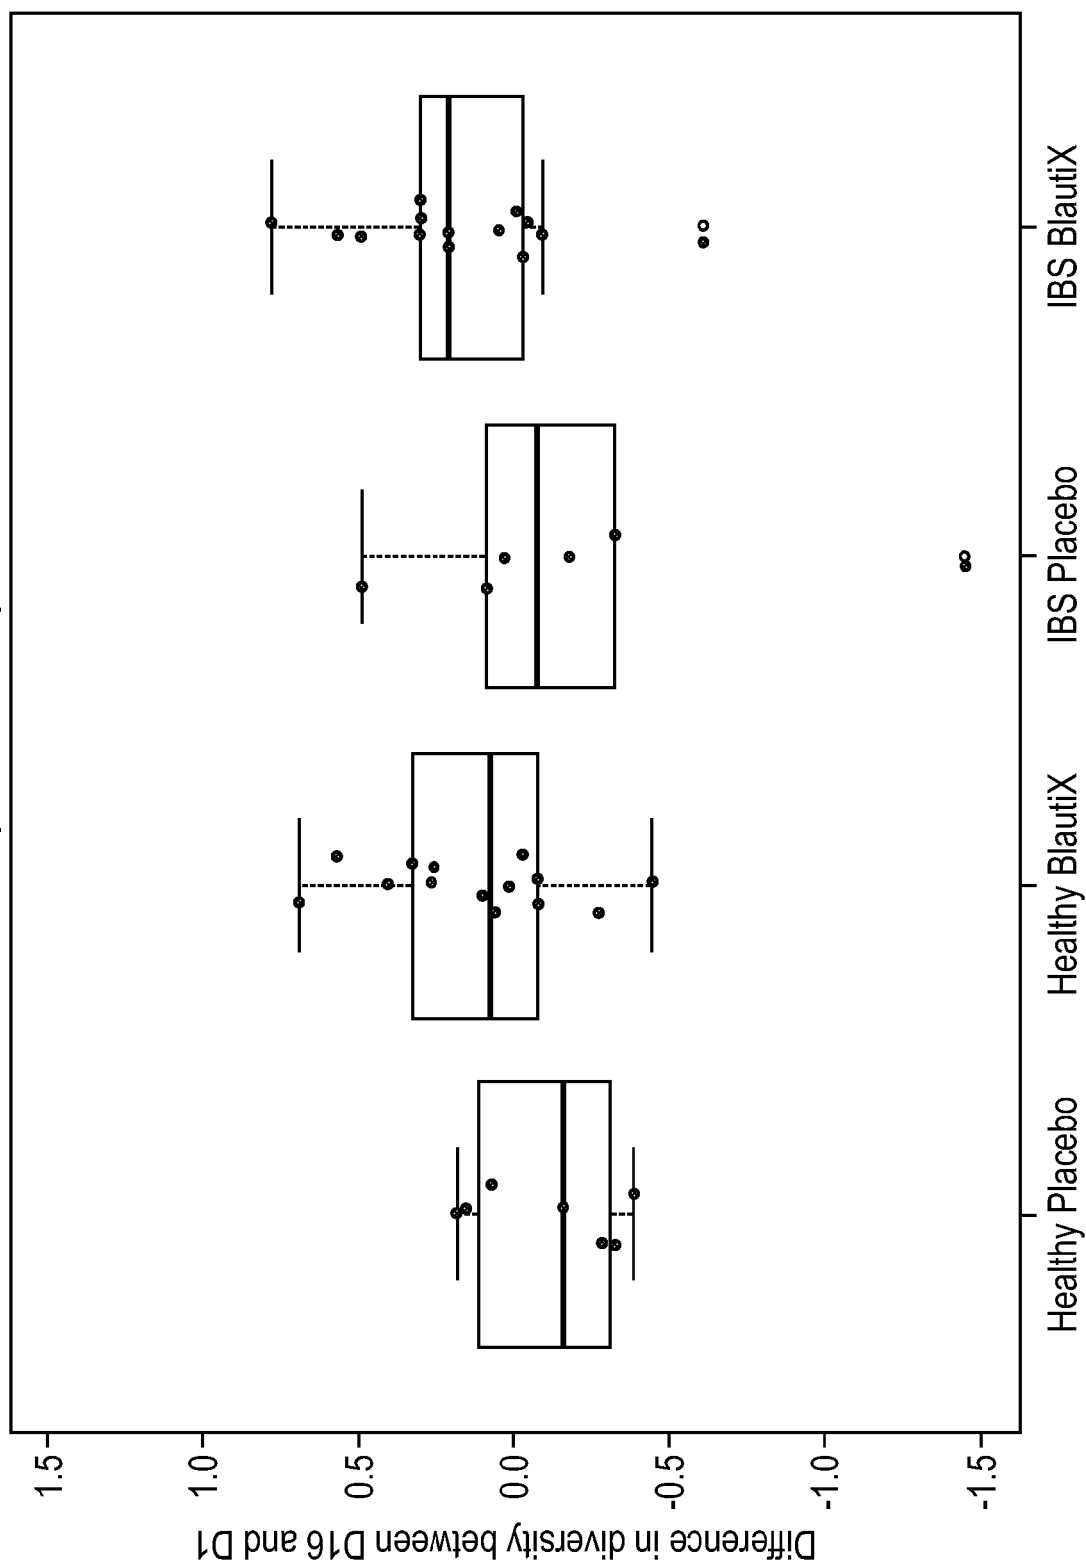 Difference in diversity between D16 and D1
1.5
1.0
0.5
0.0
-0.5
-1.0
-1.5
Healthy Placebo
Healthy BlautiX
IBS Placebo
IBS BlautiX